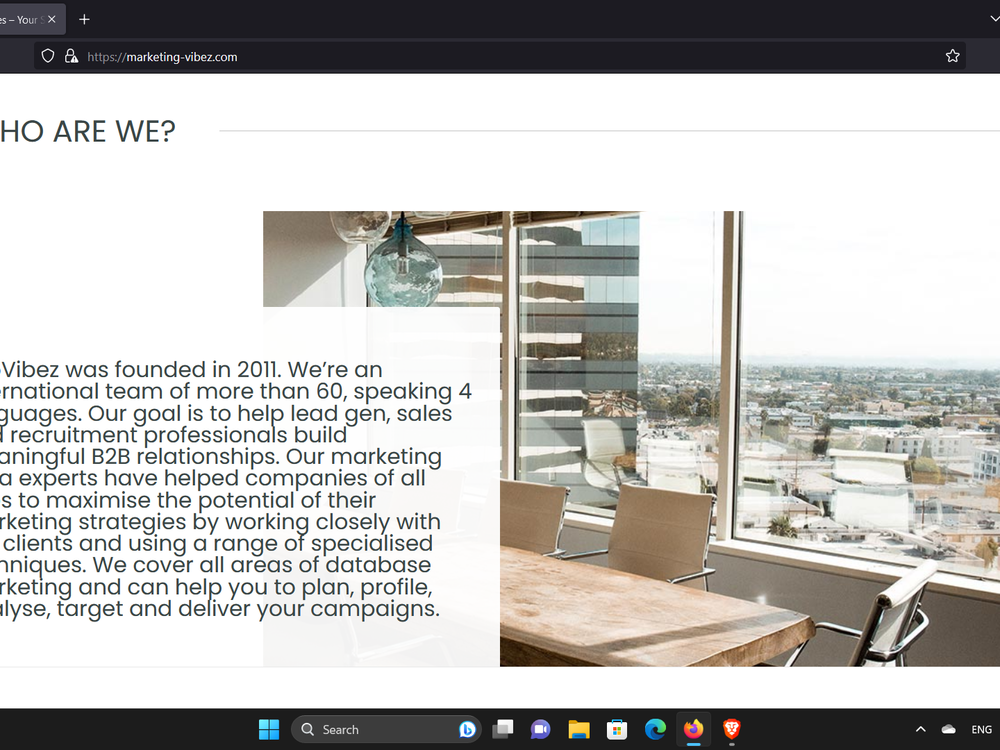 es – Your S
https://marketing-vibez.com
HO ARE WE?
Vibez was founded in 2011. We’re an
ernational team of more than 60, speaking 4
guages. Our goal is to help lead gen, sales
d recruitment professionals build
aningful B2B relationships. Our marketing
a experts have helped companies of all
es to maximise the potential of their
rketing strategies by working closely with
clients and using a range of specialised
hniques. We cover all areas of database
rketing and can help you to plan, profile,
alyse, target and deliver your campaigns.
Search
ENG